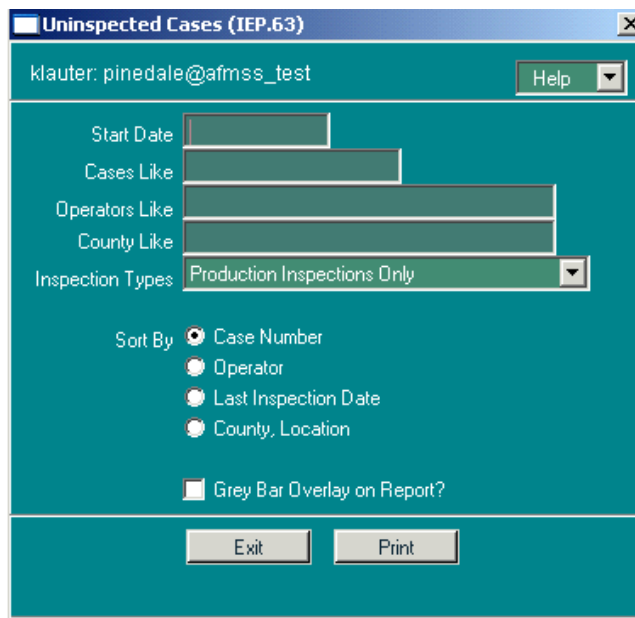 Uninspected Cases (IEP.63)
klauter: pinedale@afmss_test
Help
Start Date
Cases Like
Operators Like
County Like
Inspection Types Production Inspections Only
Sort By Case Number
Operator
Last Inspection Date
County, Location
Grey Bar Overlay on Report?
Exit Print